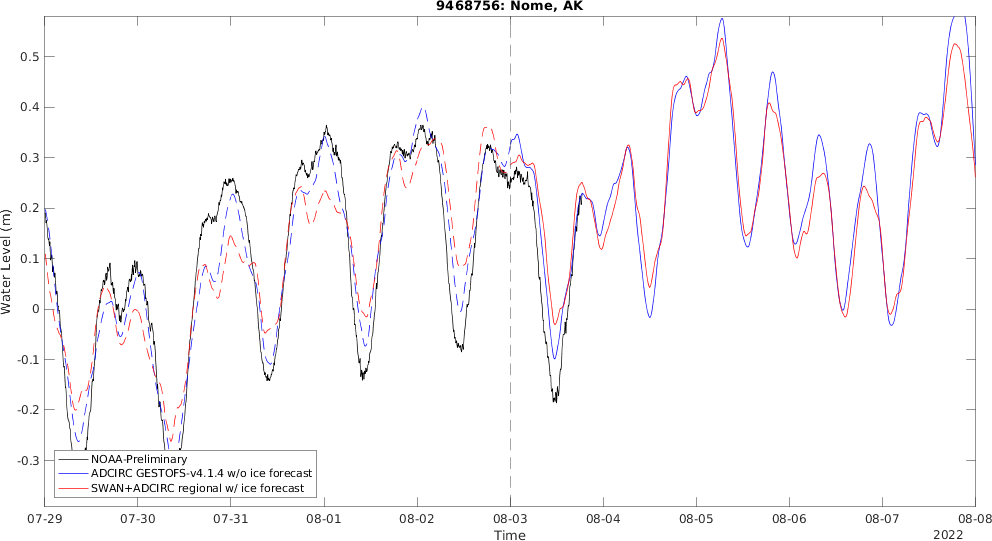 9468756: Nome, AK
Water Level (m)
0.5
0.4
0.3
0.2
0.1
0
-0.1
-0.2
-0.3
NOAA-Preliminary
ADCIRC GESTOFS-v4.1.4 w/o ice forecast
SWAN+ADCIRC regional w/ ice forecast
07-29 07-30 07-31 08-01 08-02 08-03 08-04 08-05 08-06 08-07 08-08
Time
2022